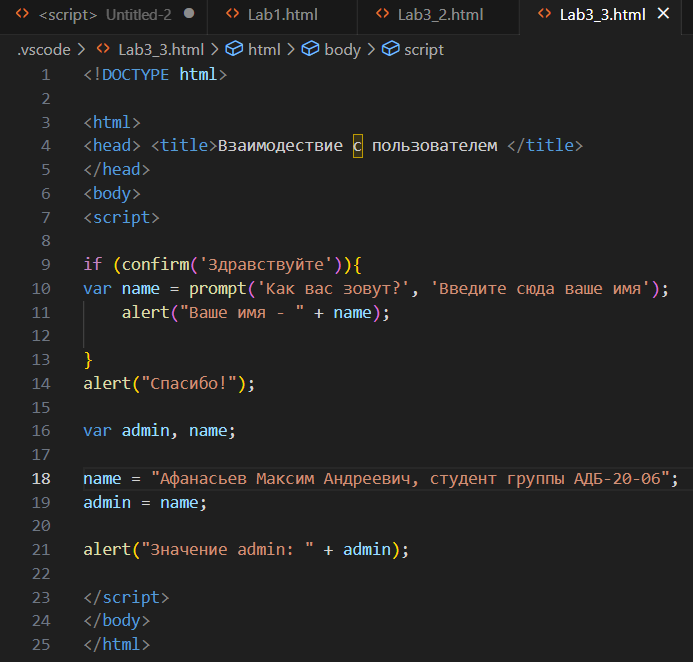 <script> Untitled-2 ● Lab1.html Lab3_2.html Lab3_3.html ✕
.vscode > Lab3_3.html > html > body > script
1 <!DOCTYPE html>
2
3 <html>
4 <head> <title>Взаимодествие с пользователем </title>
5 </head>
6 <body>
7 <script>
8
9 if (confirm('Здравствуйте')){
10 var name = prompt('Как вас зовут?', 'Введите сюда ваше имя');
11     alert("Ваше имя - " + name);
12
13 }
14 alert("Спасибо!");
15
16 var admin, name;
17
18 name = "Афанасьев Максим Андреевич, студент группы АДБ-20-06";
19 admin = name;
20
21 alert("Значение admin: " + admin);
22
23 </script>
24 </body>
25 </html>